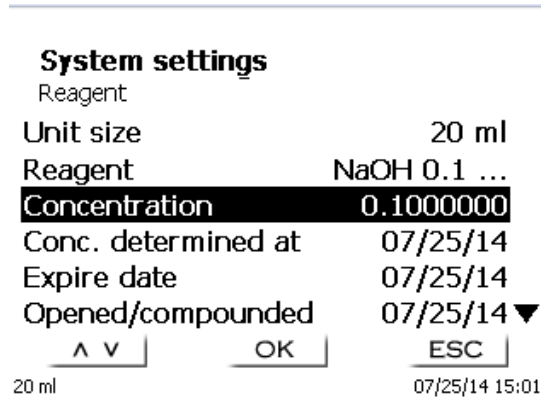 System settings
Reagent
Unit size 20 ml
Reagent NaOH 0.1 ...
Concentration 0.1000000
Conc. determined at 07/25/14
Expire date 07/25/14
Opened/compounded 07/25/14 ▼
∧ ∨ OK ESC
20 ml 07/25/14 15:01